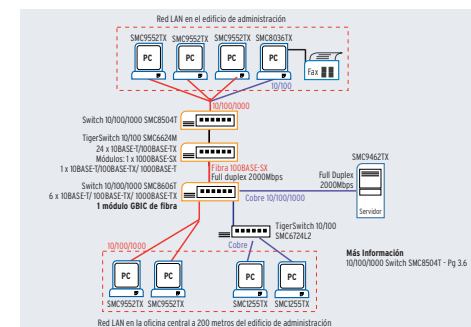 Red LAN en el edificio de administración
SMC9552TX SMC9552TX SMC9552TX SMC8036TX
PC PC PC PC
Fax
10/100
10/100/1000
Switch 10/100/1000 SMC8504T
TigerSwitch 10/100 SMC6624M
24 x 10BASE-T/100BASE-TX
Módulos: 1 x 1000BASE-SX
1 x 10BASE-T/100BASE-TX/ 1000BASE-T
Fibra 100BASE-SX
Full duplex 2000Mbps
SMC9462TX
Full Duplex
2000Mbps
Servidor
Switch 10/100/1000 SMC8606T
6 x 10BASE-T/ 100BASE-TX/ 1000BASE-TX
1 módulo GBIC de fibra
Cobre 10/100/1000
TigerSwitch 10/100
SMC6724L2
10/100/1000
Cobre
Más Información
10/100/1000 Switch SMC8504T - Pg 3.6
PC PC PC PC
SMC9552TX SMC9552TX SMC1255TX SMC1255TX
Red LAN en la oficina central a 200 metros del edificio de administración